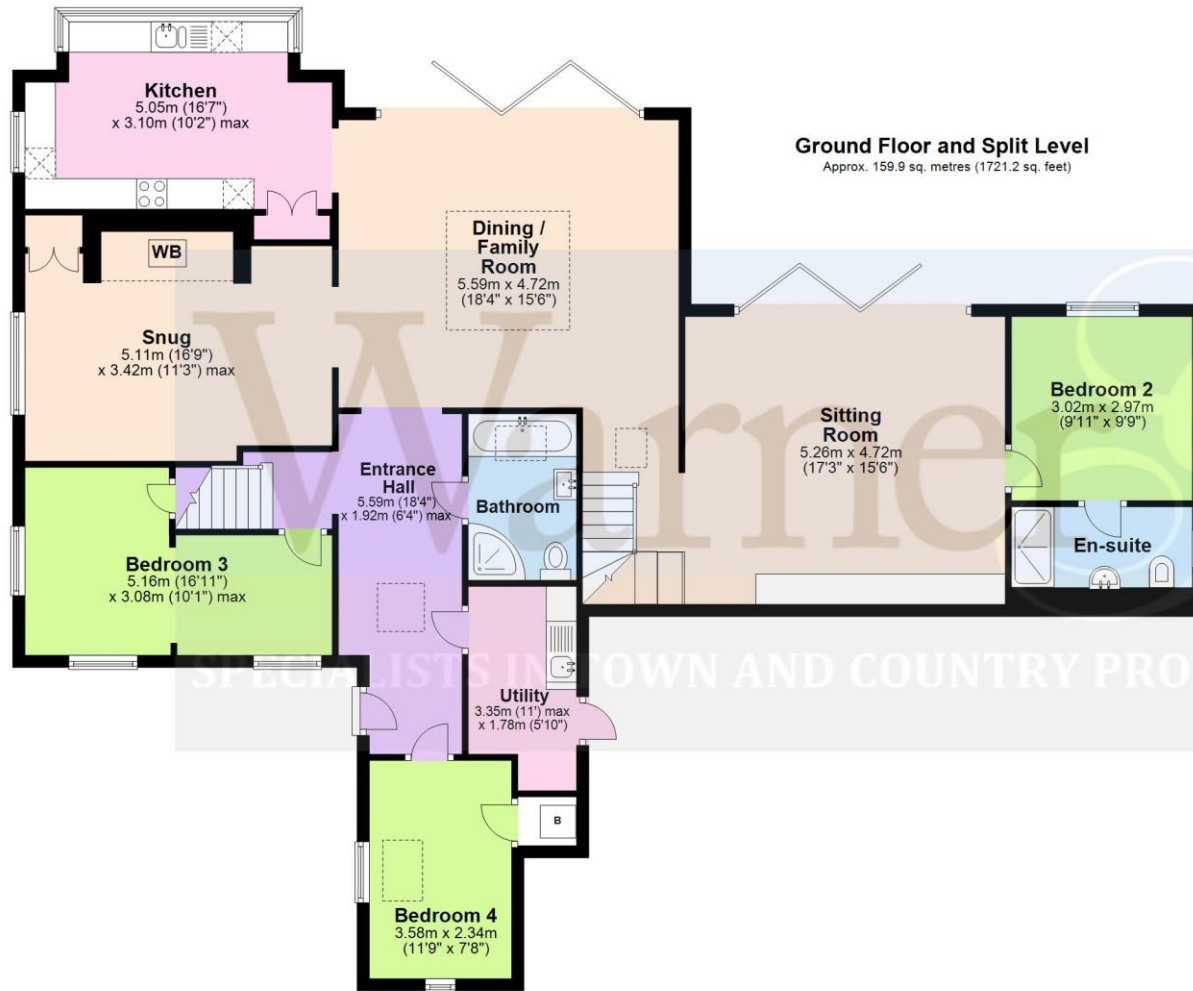 Kitchen
5.05m (16'7")
x 3.10m (10'2") max
Ground Floor and Split Level
Approx. 159.9 sq. metres (1721.2 sq. feet)
Dining /
Family
Room
5.59m x 4.72m
(18'4" x 15'6")
WB
Snug
5.11m (16'9")
x 3.42m (11'3") max
Sitting
Room
5.26m x 4.72m
(17'3" x 15'6")
Bedroom 2
3.02m x 2.97m
(9'11" x 9'9")
Entrance
Hall
5.59m (18'4")
x 1.92m (6'4") max
Bathroom
En-suite
Bedroom 3
5.16m (16'11")
x 3.08m (10'1") max
Utility
3.35m (11') max
x 1.78m (5'10")
B
Bedroom 4
3.58m x 2.34m
(11'9" x 7'8")
Warner
SPECIALISTS IN TOWN AND COUNTRY PRO